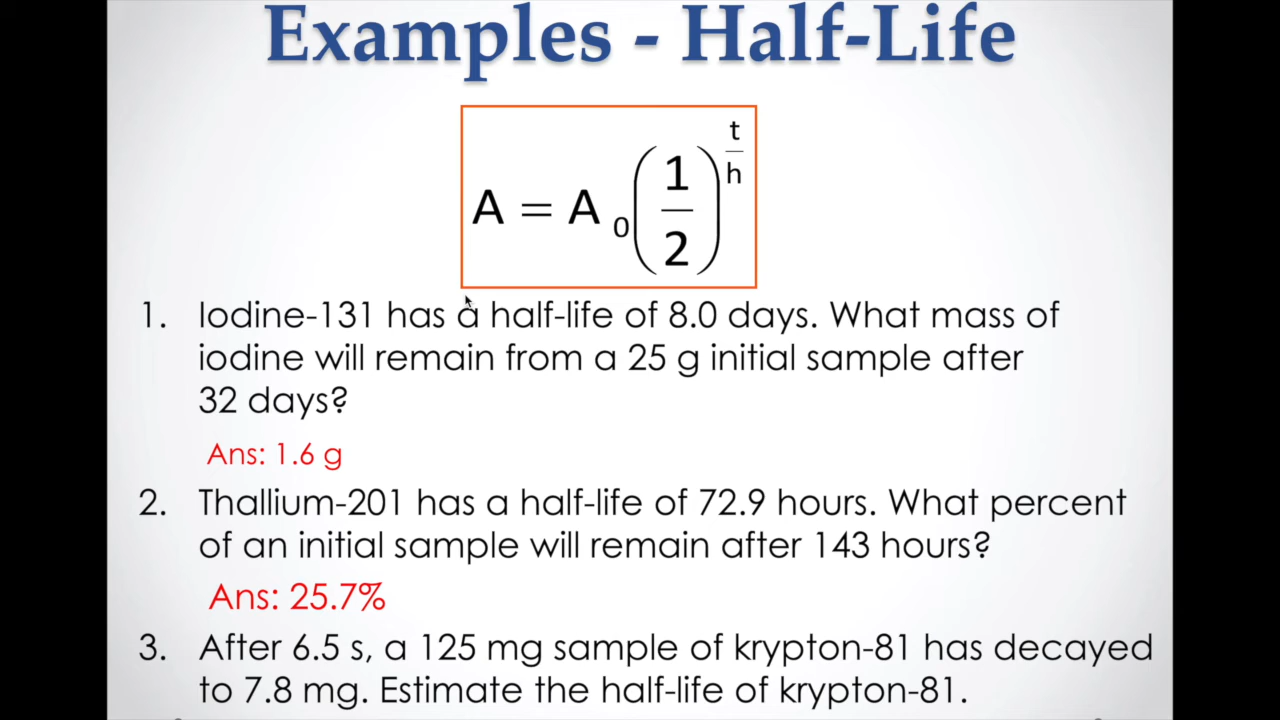 Examples - Half-Life
A = A₀(1/2)^(t/h)
1. Iodine-131 has a half-life of 8.0 days. What mass of
iodine will remain from a 25 g initial sample after
32 days?
Ans: 1.6 g
2. Thallium-201 has a half-life of 72.9 hours. What percent
of an initial sample will remain after 143 hours?
Ans: 25.7%
3. After 6.5 s, a 125 mg sample of krypton-81 has decayed
to 7.8 mg. Estimate the half-life of krypton-81.